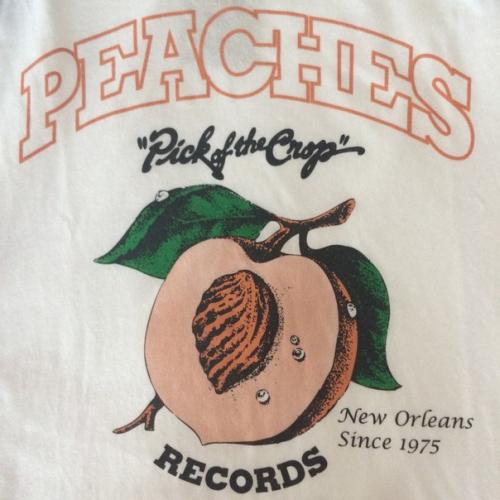 PEACHES
"Pick of the Crop"
RECORDS
New Orleans
Since 1975